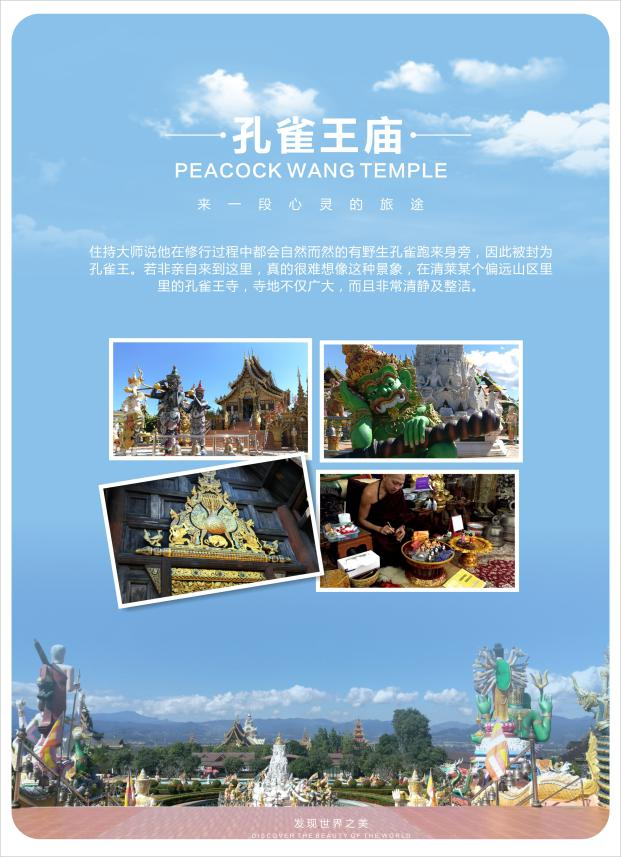 孔雀王庙
PEACOCK WANG TEMPLE
来一段心灵的旅途
住持大师说他在修行过程中都会自然而然的有野生孔雀跑来身旁，因此被封为
孔雀王。若非亲自来到这里，真的很难想像这种景象，在清莱某个偏远山区里
里的孔雀王寺，寺地不仅广大，而且非常清静及整洁。
发现世界之美
DISCOVER THE BEAUTY OF THE WORLD